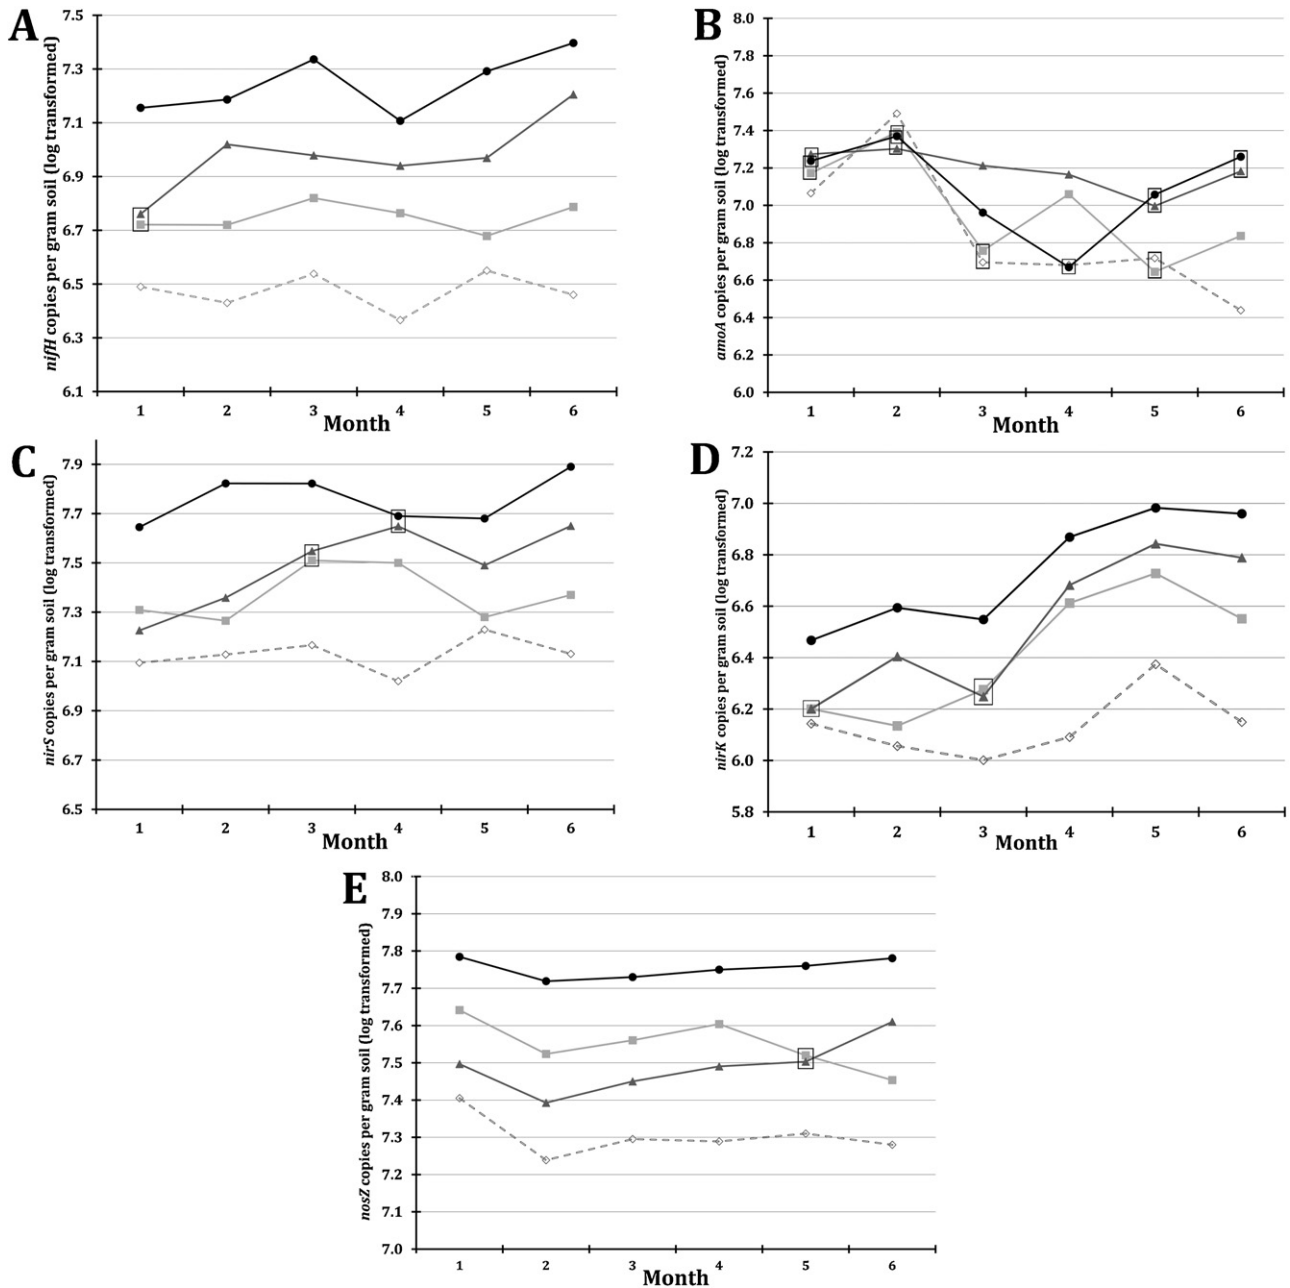 A
nifH copies per gram soil (log transformed)
7.5
7.3
7.1
6.9
6.7
6.5
6.3
6.1
1 2 3 4 5 6
Month
B
amoA copies per gram soil (log transformed)
8.0
7.8
7.6
7.4
7.2
7.0
6.8
6.6
6.4
6.2
6.0
1 2 3 4 5 6
Month
C
nirS copies per gram soil (log transformed)
7.9
7.7
7.5
7.3
7.1
6.9
6.7
6.5
1 2 3 4 5 6
Month
D
nirK copies per gram soil (log transformed)
7.2
7.0
6.8
6.6
6.4
6.2
6.0
5.8
1 2 3 4 5 6
Month
E
nosZ copies per gram soil (log transformed)
8.0
7.9
7.8
7.7
7.6
7.5
7.4
7.3
7.2
7.1
7.0
1 2 3 4 5 6
Month